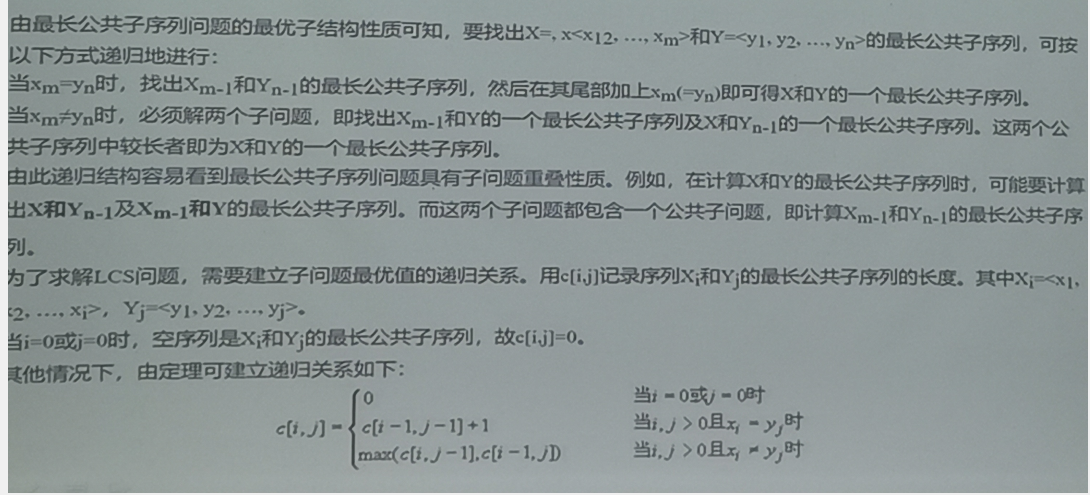 由最长公共子序列问题的最优子结构性质可知，要找出X=, x<x12, …, xm>和Y=<y1, y2, …, yn>的最长公共子序列，可按
以下方式递归地进行：
当xm=yn时，找出Xm-1和Yn-1的最长公共子序列，然后在其尾部加上xm(=yn)即可得X和Y的一个最长公共子序列。
当xm≠yn时，必须解两个子问题，即找出Xm-1和Y的一个最长公共子序列及X和Yn-1的一个最长公共子序列。这两个公
共子序列中较长者即为X和Y的一个最长公共子序列。
由此递归结构容易看到最长公共子序列问题具有子问题重叠性质。例如，在计算X和Y的最长公共子序列时，可能要计算
出X和Yn-1及Xm-1和Y的最长公共子序列。而这两个子问题都包含一个公共子问题，即计算Xm-1和Yn-1的最长公共子序
列。
为了求解LCS问题，需要建立子问题最优值的递归关系。用c[i,j]记录序列Xi和Yj的最长公共子序列的长度。其中Xi=<x1,
x2, …, xi>，Yj=<y1, y2, …, yj>。
当i=0或j=0时，空序列是Xi和Yj的最长公共子序列，故c[i,j]=0。
其他情况下，由定理可建立递归关系如下：
0 当i = 0或j = 0时
c[i, j] = { c[i − 1, j − 1] + 1 当i, j > 0且xi = yj时
max(c[i, j − 1], c[i − 1, j]) 当i, j > 0且xi ≠ yj时